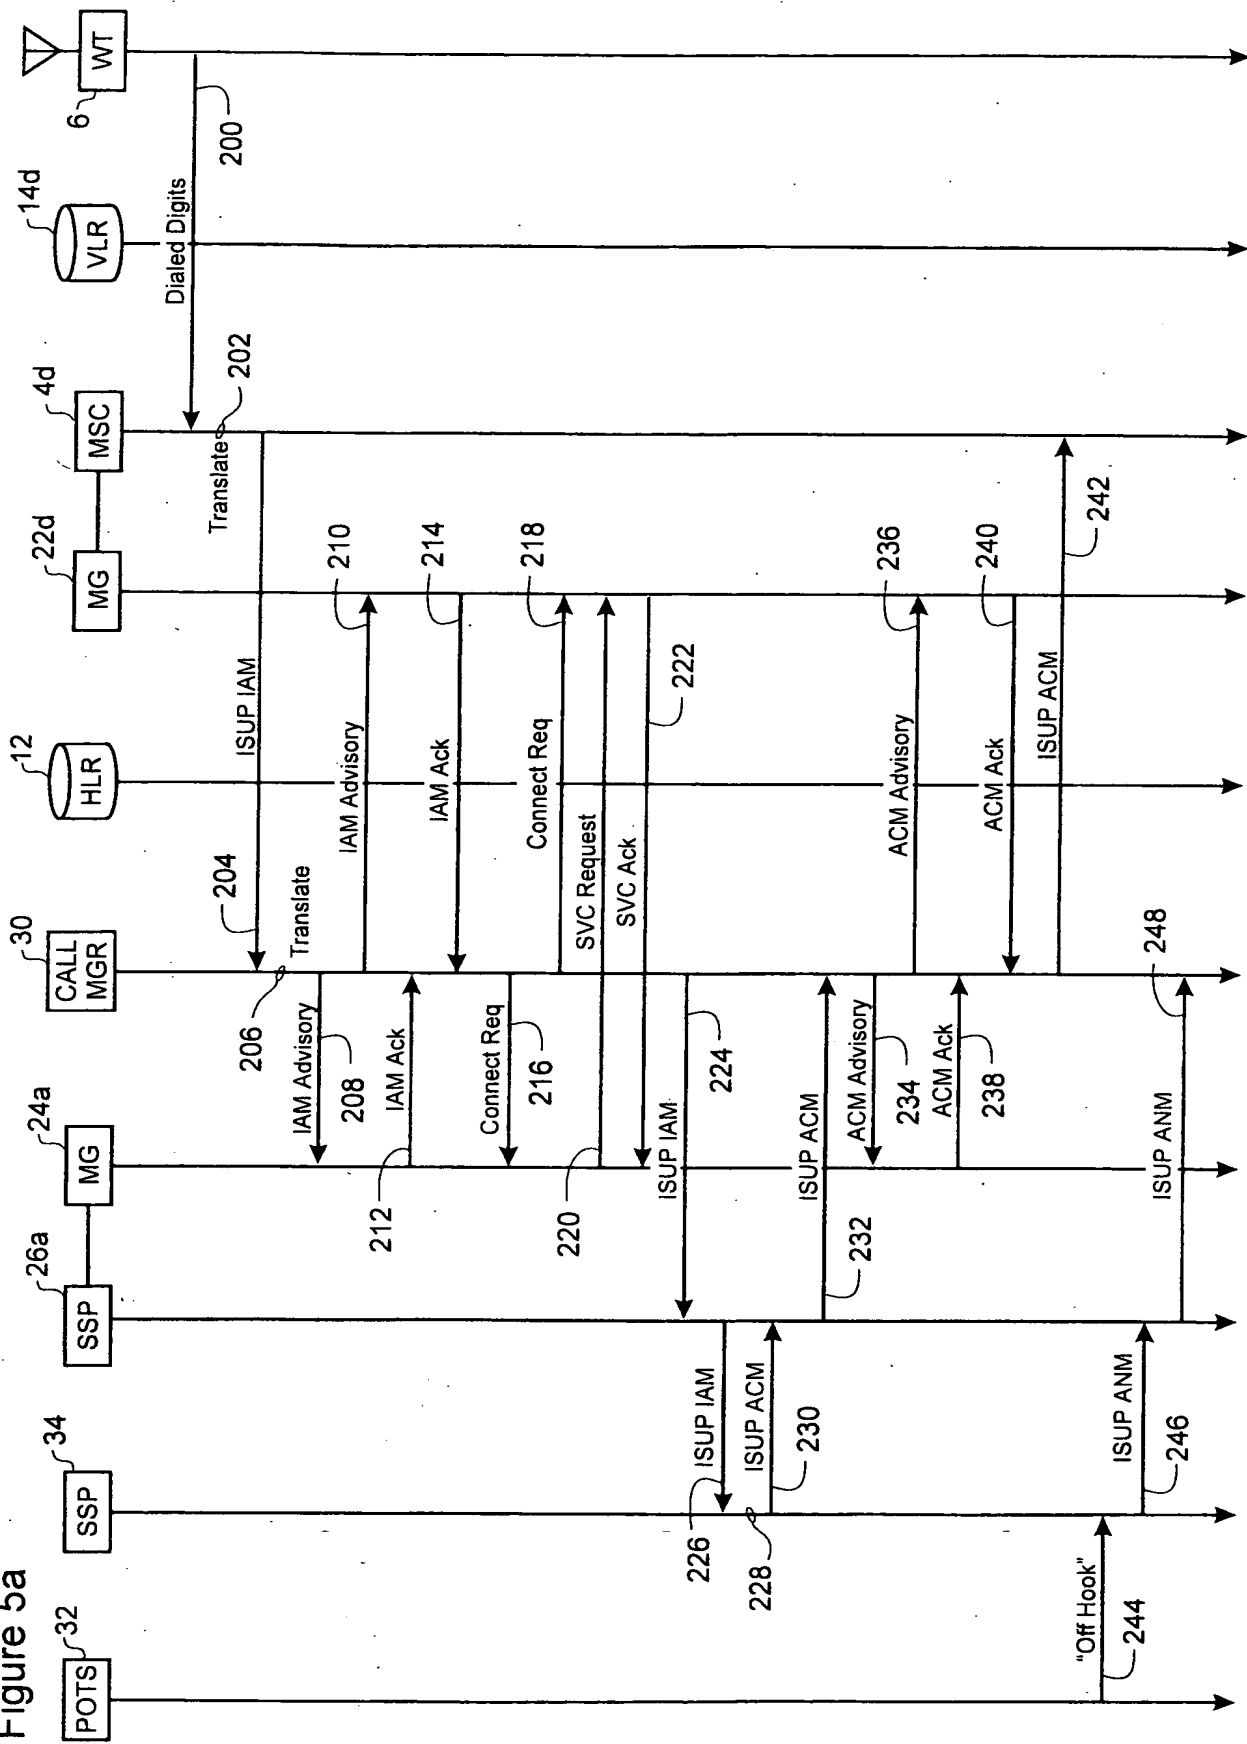 Figure 5a
POTS
32
SSP
34
SSP
26a
MG
24a
CALL
MGR
30
HLR
12
MG
22d
MSC
4d
VLR
14d
WT
6
Dialed Digits
200
Translate
202
ISUP IAM
204
Translate
206
IAM Advisory
208
IAM Advisory
210
IAM Ack
212
IAM Ack
214
Connect Req
216
Connect Req
218
SVC Request
220
SVC Ack
222
ISUP IAM
224
ISUP IAM
226
228
ISUP ACM
230
ISUP ACM
232
ACM Advisory
234
ACM Advisory
236
ACM Ack
238
ACM Ack
240
ISUP ACM
242
"Off Hook"
244
ISUP ANM
246
ISUP ANM
248